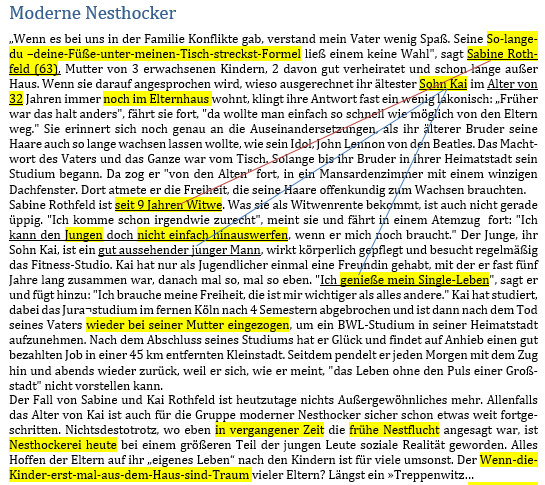 Moderne Nesthocker
„Wenn es bei uns in der Familie Konflikte gab, verstand mein Vater wenig Spaß. Seine So-lange-
du –deine-Füße-unter-meinen-Tisch-streckst-Formel ließ einem keine Wahl", sagt Sabine Roth-
feld (63), Mutter von 3 erwachsenen Kindern, 2 davon gut verheiratet und schon lange außer
Haus. Wenn sie darauf angesprochen wird, wieso ausgerechnet ihr ältester Sohn Kai im Alter von
32 Jahren immer noch im Elternhaus wohnt, klingt ihre Antwort fast ein wenig lakonisch: „Früher
war das halt anders", fährt sie fort, "da wollte man einfach so schnell wie möglich von den Eltern
weg." Sie erinnert sich noch genau an die Auseinandersetzungen, als ihr älterer Bruder seine
Haare auch so lange wachsen lassen wollte, wie sein Idol, John Lennon von den Beatles. Das Macht-
wort des Vaters und das Ganze war vom Tisch. Solange bis ihr Bruder in ihrer Heimatstadt sein
Studium begann. Da zog er "von den Alten" fort, in ein Mansardenzimmer mit einem winzigen
Dachfenster. Dort atmete er die Freiheit, die seine Haare offenkundig zum Wachsen brauchten.
Sabine Rothfeld ist seit 9 Jahren Witwe. Was sie als Witwenrente bekommt, ist auch nicht gerade
üppig. "Ich komme schon irgendwie zurecht", meint sie und fährt in einem Atemzug fort: "Ich
kann den Jungen doch nicht einfach hinauswerfen, wenn er mich noch braucht." Der Junge, ihr
Sohn Kai, ist ein gut aussehender junger Mann, wirkt körperlich gepflegt und besucht regelmäßig
das Fitness-Studio. Kai hat nur als Jugendlicher einmal eine Freundin gehabt, mit der er fast fünf
Jahre lang zusammen war, danach mal so, mal so eben. "Ich genieße mein Single-Leben", sagt er
und fügt hinzu: "Ich brauche meine Freiheit, die ist mir wichtiger als alles andere." Kai hat studiert,
dabei das Jura–studium im fernen Köln nach 4 Semestern abgebrochen und ist dann nach dem Tod
seines Vaters wieder bei seiner Mutter eingezogen, um ein BWL-Studium in seiner Heimatstadt
aufzunehmen. Nach dem Abschluss seines Studiums hat er Glück und findet auf Anhieb einen gut
bezahlten Job in einer 45 km entfernten Kleinstadt. Seitdem pendelt er jeden Morgen mit dem Zug
hin und abends wieder zurück, weil er sich, wie er meint, "das Leben ohne den Puls einer Groß-
stadt" nicht vorstellen kann.
Der Fall von Sabine und Kai Rothfeld ist heutzutage nichts Außergewöhnliches mehr. Allenfalls
das Alter von Kai ist auch für die Gruppe moderner Nesthocker sicher schon etwas weit fortge-
schritten. Nichtsdestotrotz, wo eben in vergangener Zeit die frühe Nestflucht angesagt war, ist
Nesthockerei heute bei einem größeren Teil der jungen Leute soziale Realität geworden. Alles
Hoffen der Eltern auf ihr „eigenes Leben" nach den Kindern ist für viele umsonst. Der Wenn-die-
Kinder-erst-mal-aus-dem-Haus-sind-Traum vieler Eltern? Längst ein »Treppenwitz...